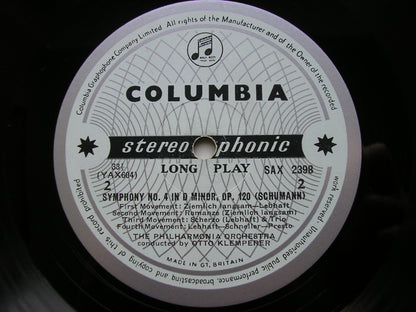 Columbia Graphophone Company Limited. All rights of the Manufacturer and of the Owner of the recorded work reserved. Unauthorised public performance, broadcasting and copying of this record prohibited
COLUMBIA
stereophonic
LONG PLAY
SAX 2398
33⅓
(YAX604)
2
2
SYMPHONY NO. 4 IN D MINOR, OP. 120 (SCHUMANN)
First Movement: Ziemlich langsam—Lebhaft
Second Movement: Romanze (Ziemlich langsam)
Third Movement: Scherzo (Lebhaft) & Trio
Fourth Movement: Lebhaft—Schneller—Presto
THE PHILHARMONIA ORCHESTRA
conducted by OTTO KLEMPERER
MADE IN GT. BRITAIN